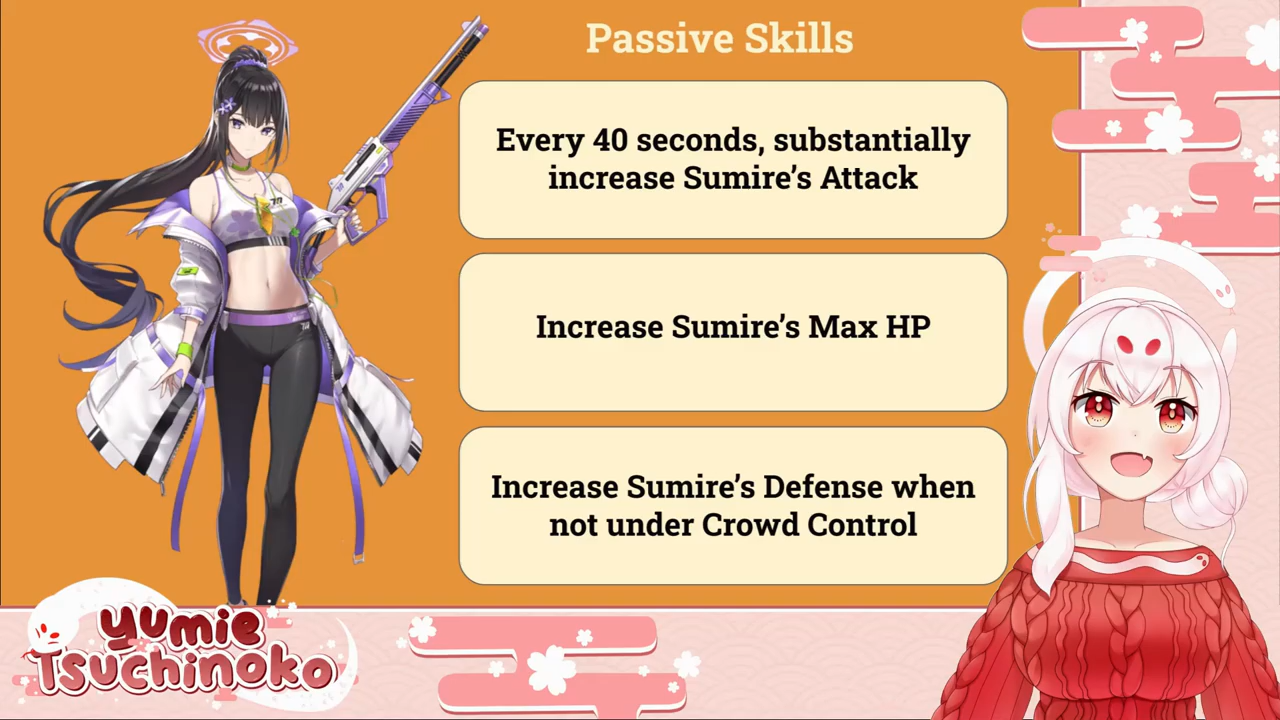 Passive Skills
Every 40 seconds, substantially
increase Sumire's Attack
Increase Sumire's Max HP
Increase Sumire's Defense when
not under Crowd Control
yumie
Tsuchinoko